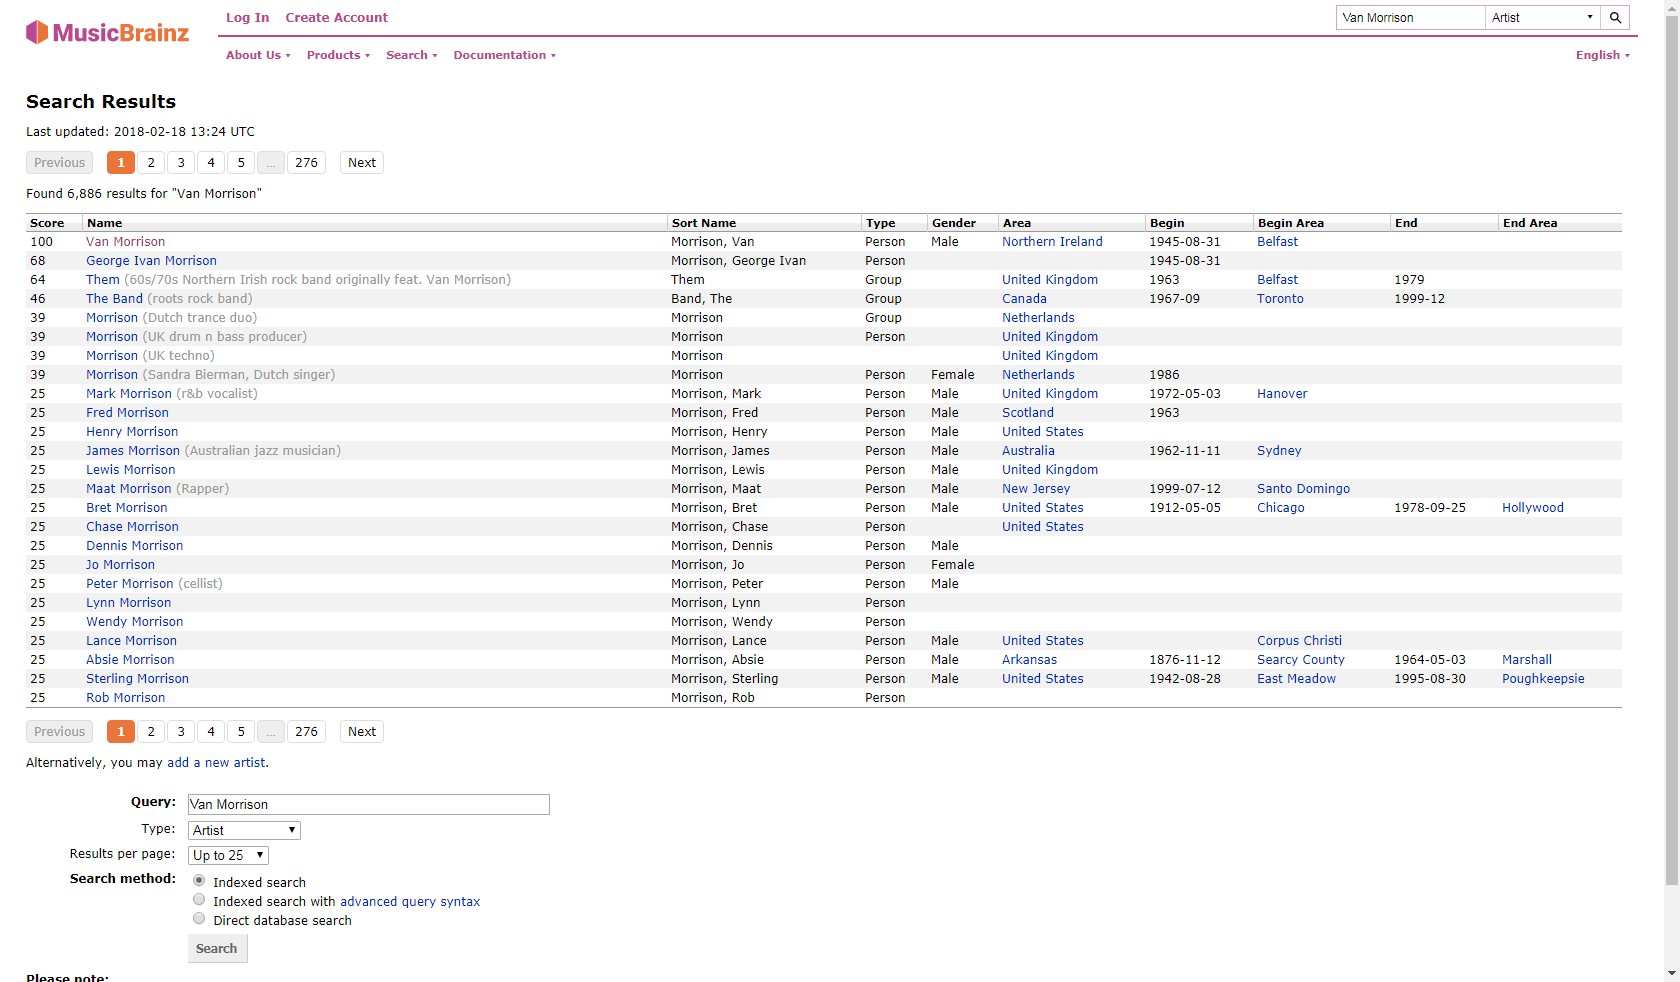 MusicBrainz
Log In Create Account
Van Morrison Artist
About Us Products Search Documentation English
Search Results
Last updated: 2018-02-18 13:24 UTC
Previous 1 2 3 4 5 ... 276 Next
Found 6,886 results for "Van Morrison"
Score Name Sort Name Type Gender Area Begin Begin Area End End Area
100 Van Morrison Morrison, Van Person Male Northern Ireland 1945-08-31 Belfast
68 George Ivan Morrison Morrison, George Ivan Person 1945-08-31
64 Them (60s/70s Northern Irish rock band originally feat. Van Morrison) Them Group United Kingdom 1963 Belfast 1979
46 The Band (roots rock band) Band, The Group Canada 1967-09 Toronto 1999-12
39 Morrison (Dutch trance duo) Morrison Group Netherlands
39 Morrison (UK drum n bass producer) Morrison Person United Kingdom
39 Morrison (UK techno) Morrison United Kingdom
39 Morrison (Sandra Bierman, Dutch singer) Morrison Person Female Netherlands 1986
25 Mark Morrison (r&b vocalist) Morrison, Mark Person Male United Kingdom 1972-05-03 Hanover
25 Fred Morrison Morrison, Fred Person Male Scotland 1963
25 Henry Morrison Morrison, Henry Person Male United States
25 James Morrison (Australian jazz musician) Morrison, James Person Male Australia 1962-11-11 Sydney
25 Lewis Morrison Morrison, Lewis Person Male United Kingdom
25 Maat Morrison (Rapper) Morrison, Maat Person Male New Jersey 1999-07-12 Santo Domingo
25 Bret Morrison Morrison, Bret Person Male United States 1912-05-05 Chicago 1978-09-25 Hollywood
25 Chase Morrison Morrison, Chase Person United States
25 Dennis Morrison Morrison, Dennis Person Male
25 Jo Morrison Morrison, Jo Person Female
25 Peter Morrison (cellist) Morrison, Peter Person Male
25 Lynn Morrison Morrison, Lynn Person
25 Wendy Morrison Morrison, Wendy Person
25 Lance Morrison Morrison, Lance Person Male United States Corpus Christi
25 Absie Morrison Morrison, Absie Person Male Arkansas 1876-11-12 Searcy County 1964-05-03 Marshall
25 Sterling Morrison Morrison, Sterling Person Male United States 1942-08-28 East Meadow 1995-08-30 Poughkeepsie
25 Rob Morrison Morrison, Rob Person
Previous 1 2 3 4 5 ... 276 Next
Alternatively, you may add a new artist.
Query: Van Morrison
Type: Artist
Results per page: Up to 25
Search method: Indexed search
Indexed search with advanced query syntax
Direct database search
Search
Please note: